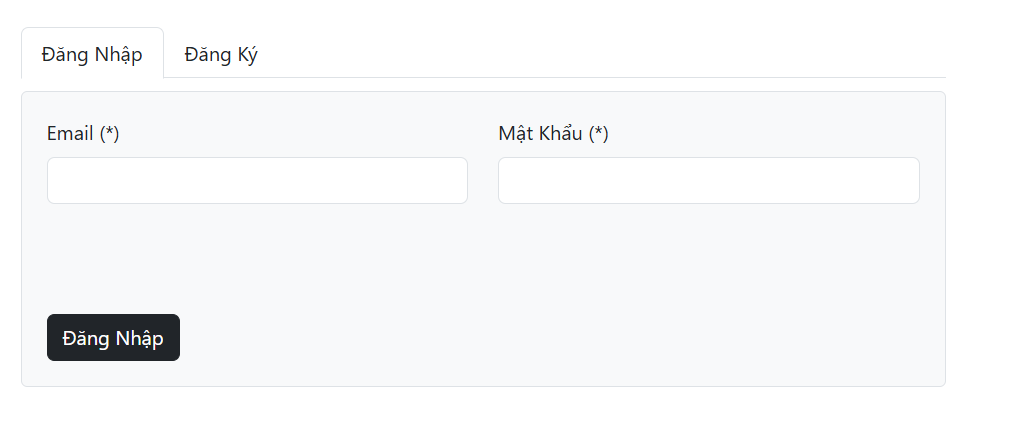 Đăng Nhập Đăng Ký
Email (*) Mật Khẩu (*)
Đăng Nhập